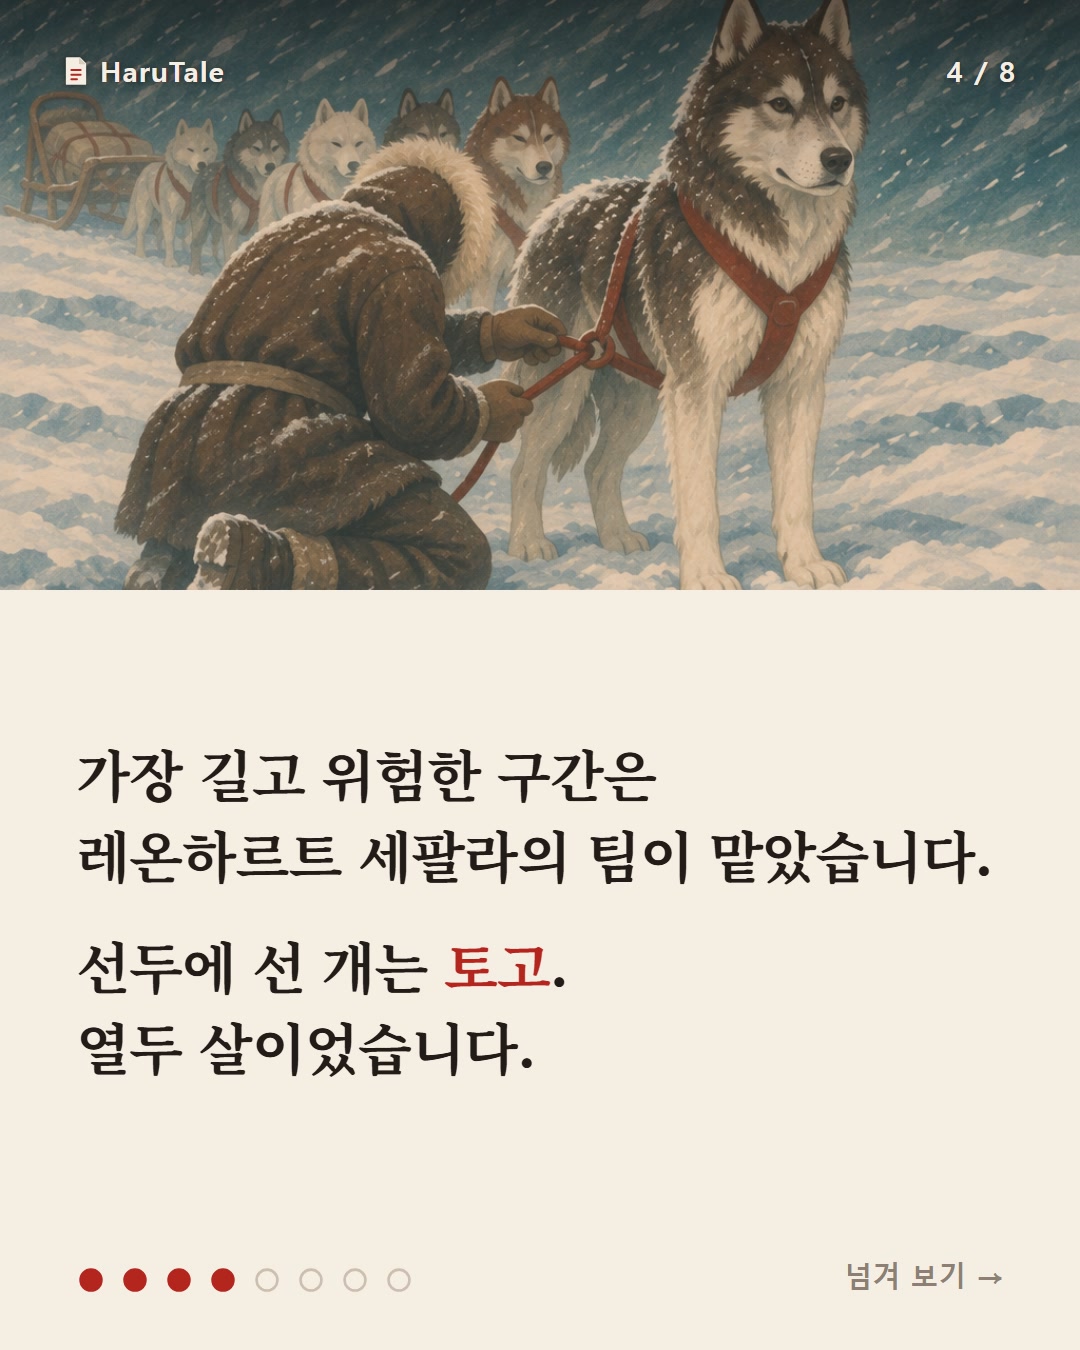 HaruTale
4 / 8
가장 길고 위험한 구간은
레온하르트 세팔라의 팀이 맡았습니다.
선두에 선 개는 토고.
열두 살이었습니다.
넘겨 보기 →